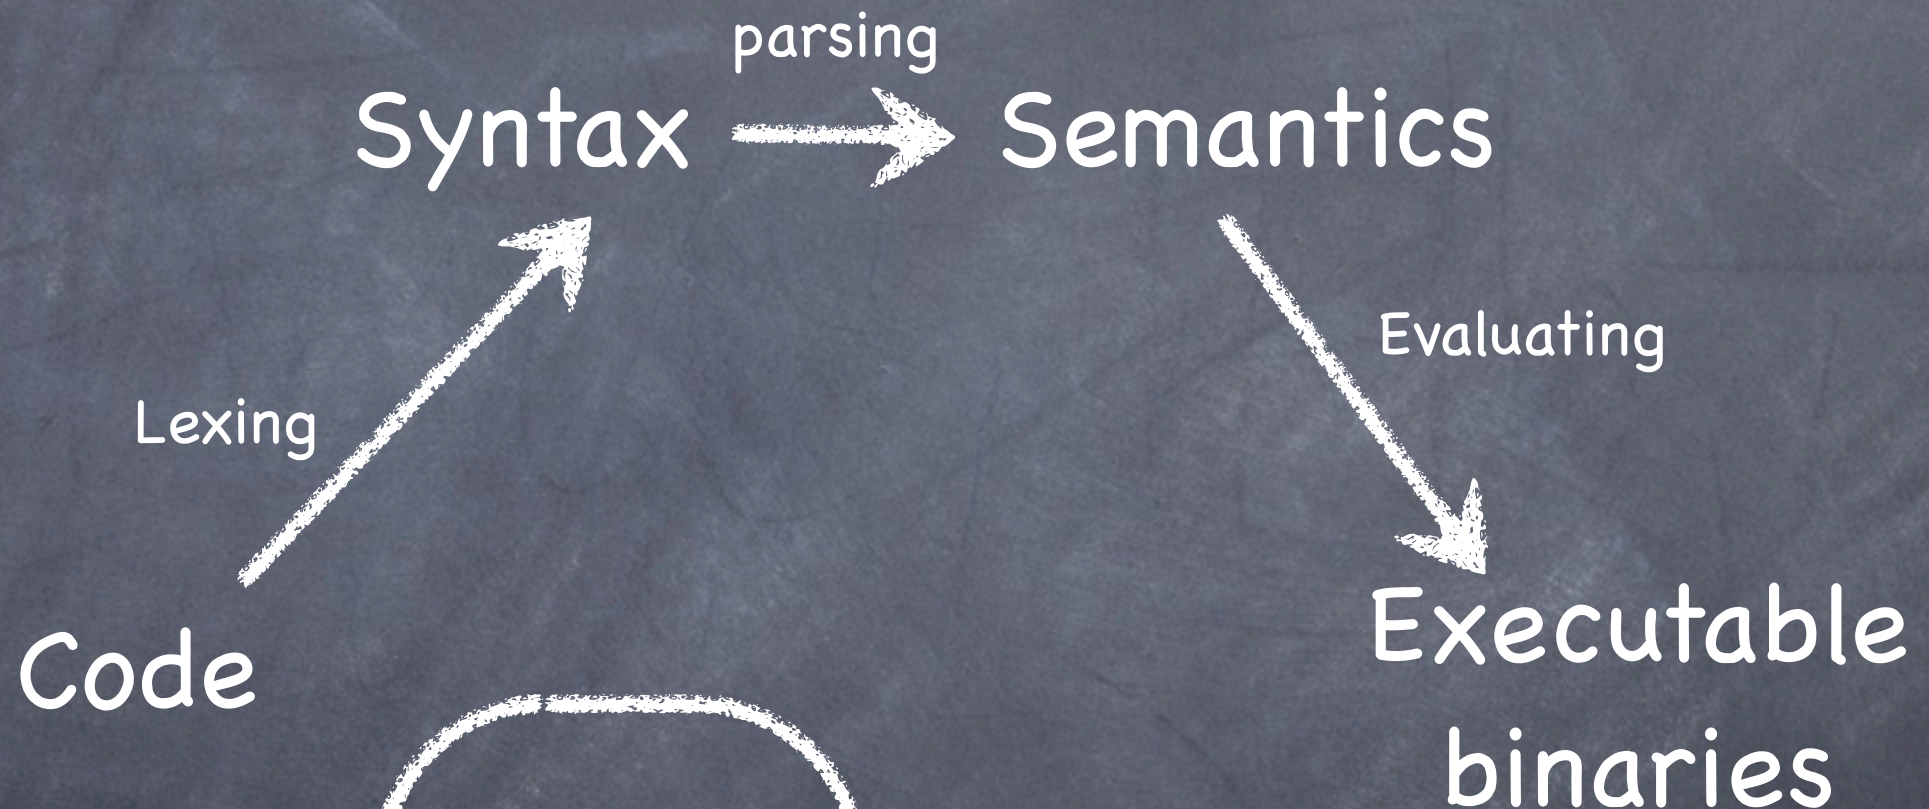 parsing
Syntax
Semantics
Evaluating
Lexing
Executable
binaries
Code